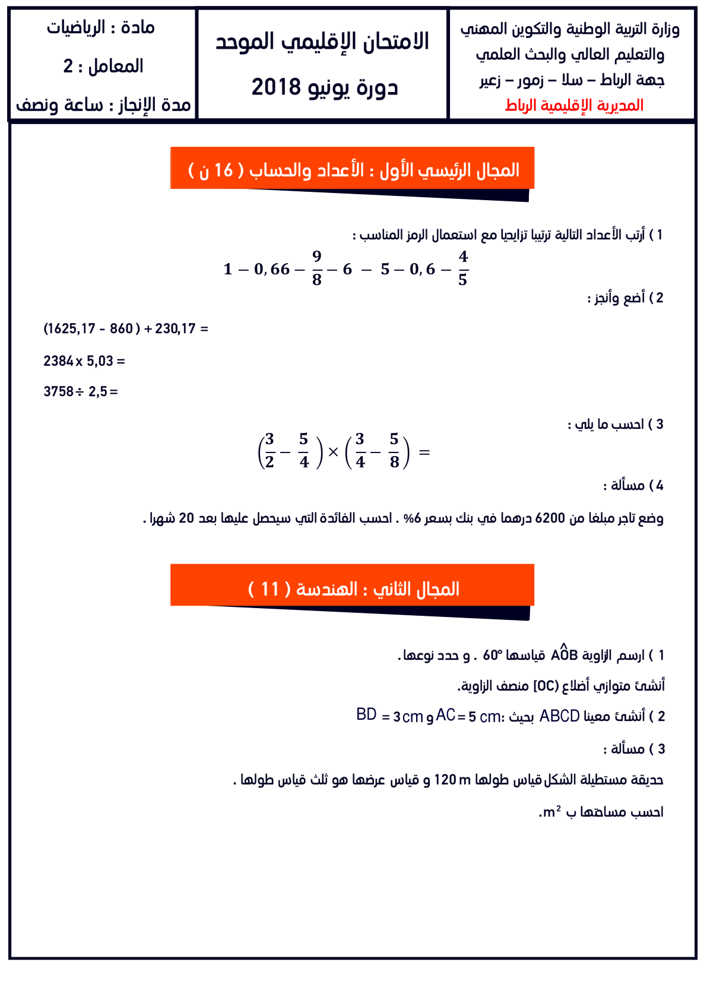 وزارة التربية الوطنية والتكوين المهني
والتعليم العالي والبحث العلمي
جهة الرباط – سلا – زمور – زعير
المديرية الإقليمية الرباط
الامتحان الإقليمي الموحد
دورة يونيو 2018
مادة : الرياضيات
المعامل : 2
مدة الإنجاز : ساعة ونصف
المجال الرئيسي الأول : الأعداد والحساب ( 16 ن )
1 ) أرتب الأعداد التالية ترتيبا تزايديا مع استعمال الرمز المناسب :
1 − 0,66 − 9/8 − 6 − 5 − 0,6 − 4/5
2 ) أضع وأنجز :
(1625,17 - 860 ) + 230,17 =
2384 x 5,03 =
3758 ÷ 2,5 =
3 ) احسب ما يلي :
(3/2 − 5/4 ) × ( 3/4 − 5/8 ) =
4 ) مسألة :
وضع تاجر مبلغا من 6200 درهما في بنك بسعر 6% . احسب الفائدة التي سيحصل عليها بعد 20 شهرا .
المجال الثاني : الهندسة ( 11 )
1 ) ارسم الزاوية AÔB قياسها 60° . و حدد نوعها .
أنشئ متوازي أضلاع [OC) منصف الزاوية.
2 ) أنشئ معينا ABCD بحيث : AC = 5 cm و BD = 3 cm
3 ) مسألة :
حديقة مستطيلة الشكل قياس طولها 120 m و قياس عرضها هو ثلث قياس طولها .
احسب مساحتها ب m².